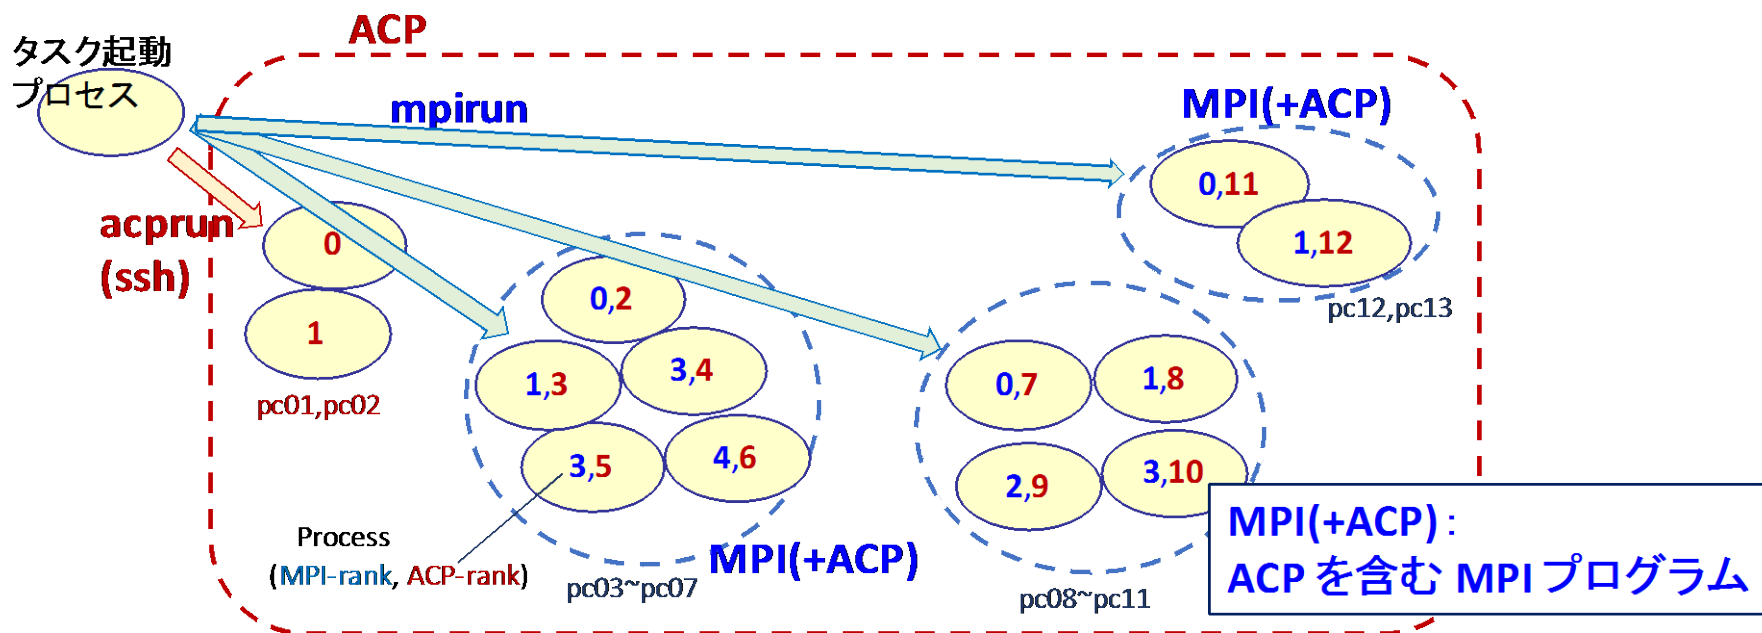 ACP
タスク起動
プロセス
mpirun
MPI(+ACP)
0,11
1,12
pc12,pc13
acprun
(ssh)
0
1
pc01,pc02
0,2
1,3
3,4
3,5
4,6
Process
(MPI-rank, ACP-rank)
pc03~pc07
MPI(+ACP)
0,7
1,8
2,9
3,10
pc08~pc11
MPI(+ACP)：
ACP を含む MPI プログラム